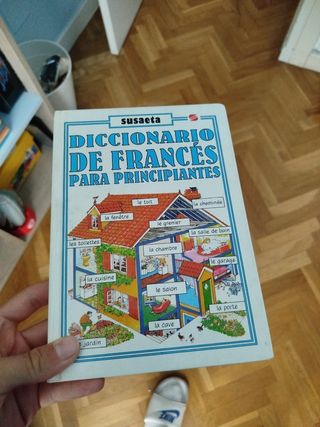 susaeta
DICCIONARIO
DE FRANCÉS
PARA PRINCIPIANTES
le toit
la cheminée
la fenêtre
le grenier
la salle de bain
les toilettes
la chambre
le garage
la cuisine
le salon
la porte
la cave
jardin